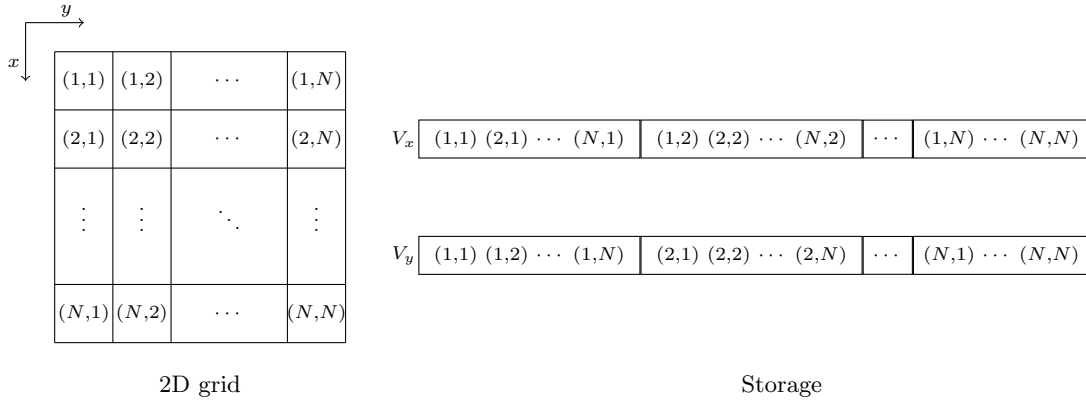 y
x
(1,1) (1,2) ⋯ (1,N)
(2,1) (2,2) ⋯ (2,N)
⋮ ⋮ ⋱ ⋮
(N,1) (N,2) ⋯ (N,N)
2D grid
V_x (1,1) (2,1) ⋯ (N,1) (1,2) (2,2) ⋯ (N,2) ⋯ (1,N) ⋯ (N,N)
V_y (1,1) (1,2) ⋯ (1,N) (2,1) (2,2) ⋯ (2,N) ⋯ (N,1) ⋯ (N,N)
Storage